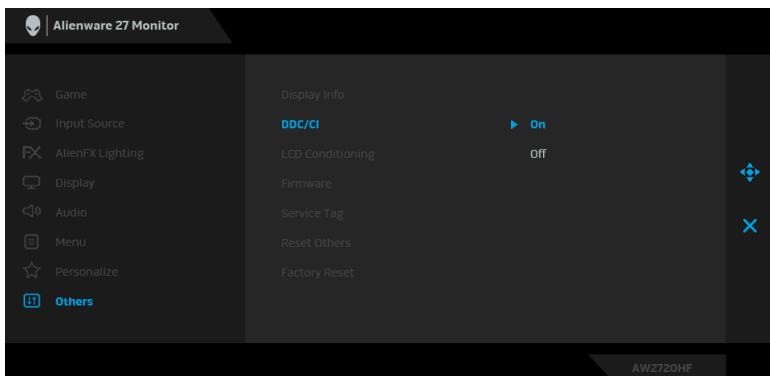 Alienware 27 Monitor
Game
Input Source
AlienFX Lighting
Display
Audio
Menu
Personalize
Others
Display Info
DDC/CI
On
LCD Conditioning
Off
Firmware
Service Tag
Reset Others
Factory Reset
AW2720HF